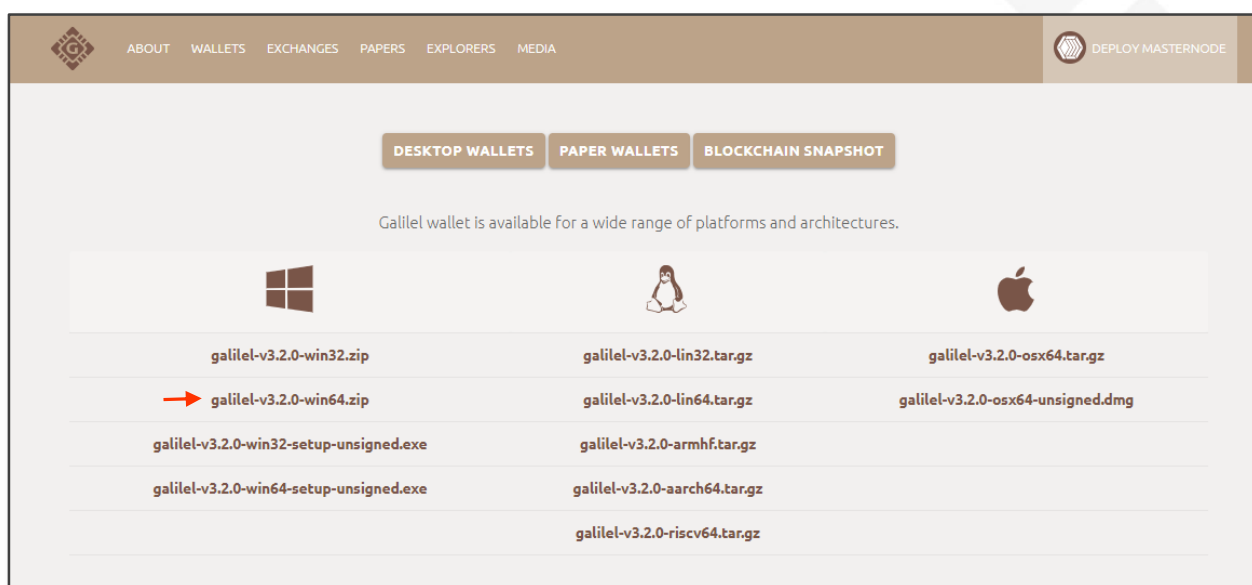 ABOUT WALLETS EXCHANGES PAPERS EXPLORERS MEDIA DEPLOY MASTERNODE
DESKTOP WALLETS PAPER WALLETS BLOCKCHAIN SNAPSHOT
Galilel wallet is available for a wide range of platforms and architectures.
galilel-v3.2.0-win32.zip galilel-v3.2.0-lin32.tar.gz galilel-v3.2.0-osx64.tar.gz
galilel-v3.2.0-win64.zip galilel-v3.2.0-lin64.tar.gz galilel-v3.2.0-osx64-unsigned.dmg
galilel-v3.2.0-win32-setup-unsigned.exe galilel-v3.2.0-armhf.tar.gz
galilel-v3.2.0-win64-setup-unsigned.exe galilel-v3.2.0-aarch64.tar.gz
galilel-v3.2.0-riscv64.tar.gz